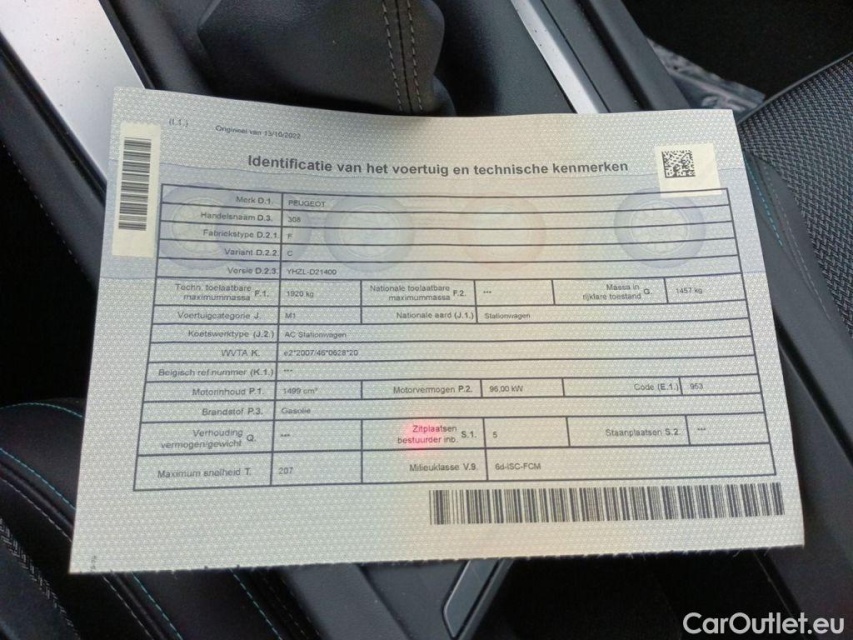 (I.1.) Origineel van 13/10/2022
Identificatie van het voertuig en technische kenmerken
Merk D.1. PEUGEOT
Handelsnaam D.3. 308
Fabriekstype D.2.1. F
Variant D.2.2. C
Versie D.2.3. YHZL-D21400
Techn. toelaatbare maximummassa F.1. 1920 kg Nationale toelaatbare maximummassa F.2. --- Massa in rijklare toestand G. 1457 kg
Voertuigcategorie J. M1 Nationale aard (J.1.) Stationwagen
Koetswerktype (J.2.) AC Stationwagen
WVTA K. e2*2007/46*0628*20
Belgisch ref.nummer (K.1.) ---
Motorinhoud P.1. 1499 cm³ Motorvermogen P.2. 96,00 kW Code (E.1.) 953
Brandstof P.3. Gasolie
Verhouding vermogen/gewicht Q. --- Zitplaatsen bestuurder inb. S.1. 5 Staanplaatsen S.2. ---
Maximum snelheid T. 207 Milieuklasse V.9. 6d-ISC-FCM
CarOutlet.eu